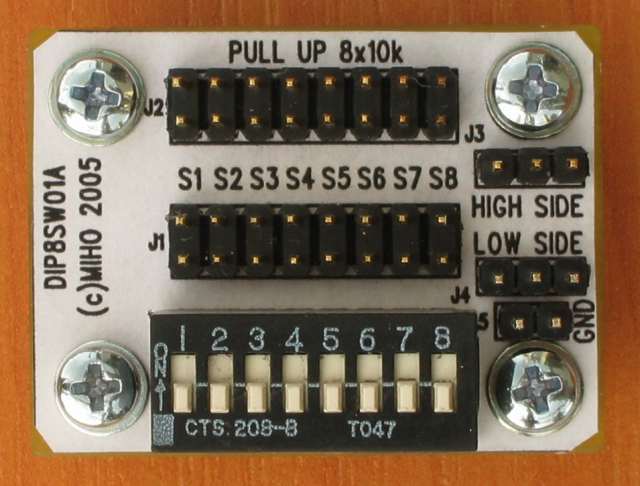 PULL UP 8x10k
J2
J3
S1 S2 S3 S4 S5 S6 S7 S8
HIGH SIDE
J1
LOW SIDE
J4
GND
DIP8SW01A
(c)MIHO 2005
1 2 3 4 5 6 7 8
ON
CTS 208-8 T047